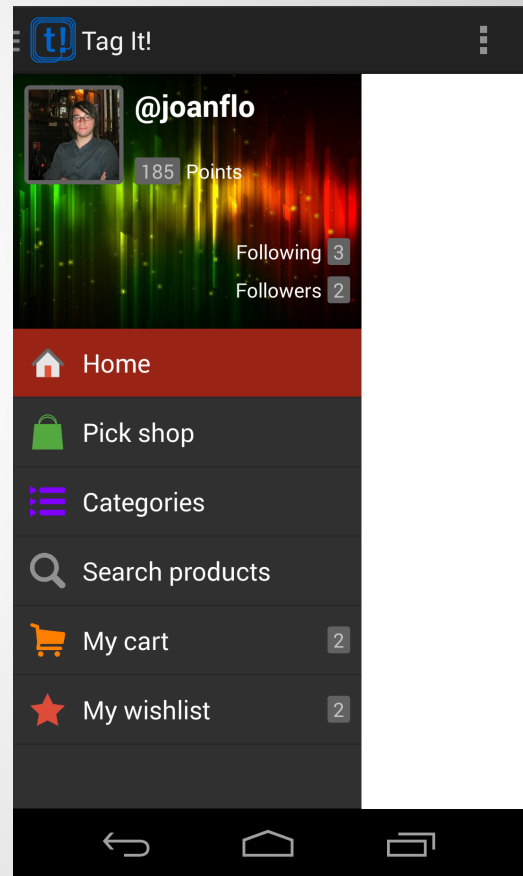 t! Tag It!
@joanflo
185 Points
Following 3
Followers 2
Home
Pick shop
Categories
Search products
My cart 2
My wishlist 2